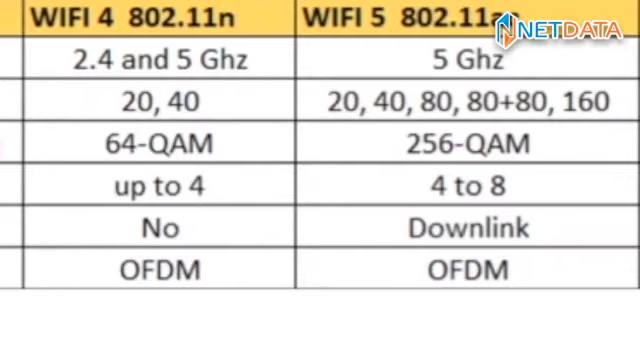 WIFI 4 802.11n WIFI 5 802.11ac
NETDATA
2.4 and 5 Ghz 5 Ghz
20, 40 20, 40, 80, 80+80, 160
64-QAM 256-QAM
up to 4 4 to 8
No Downlink
OFDM OFDM